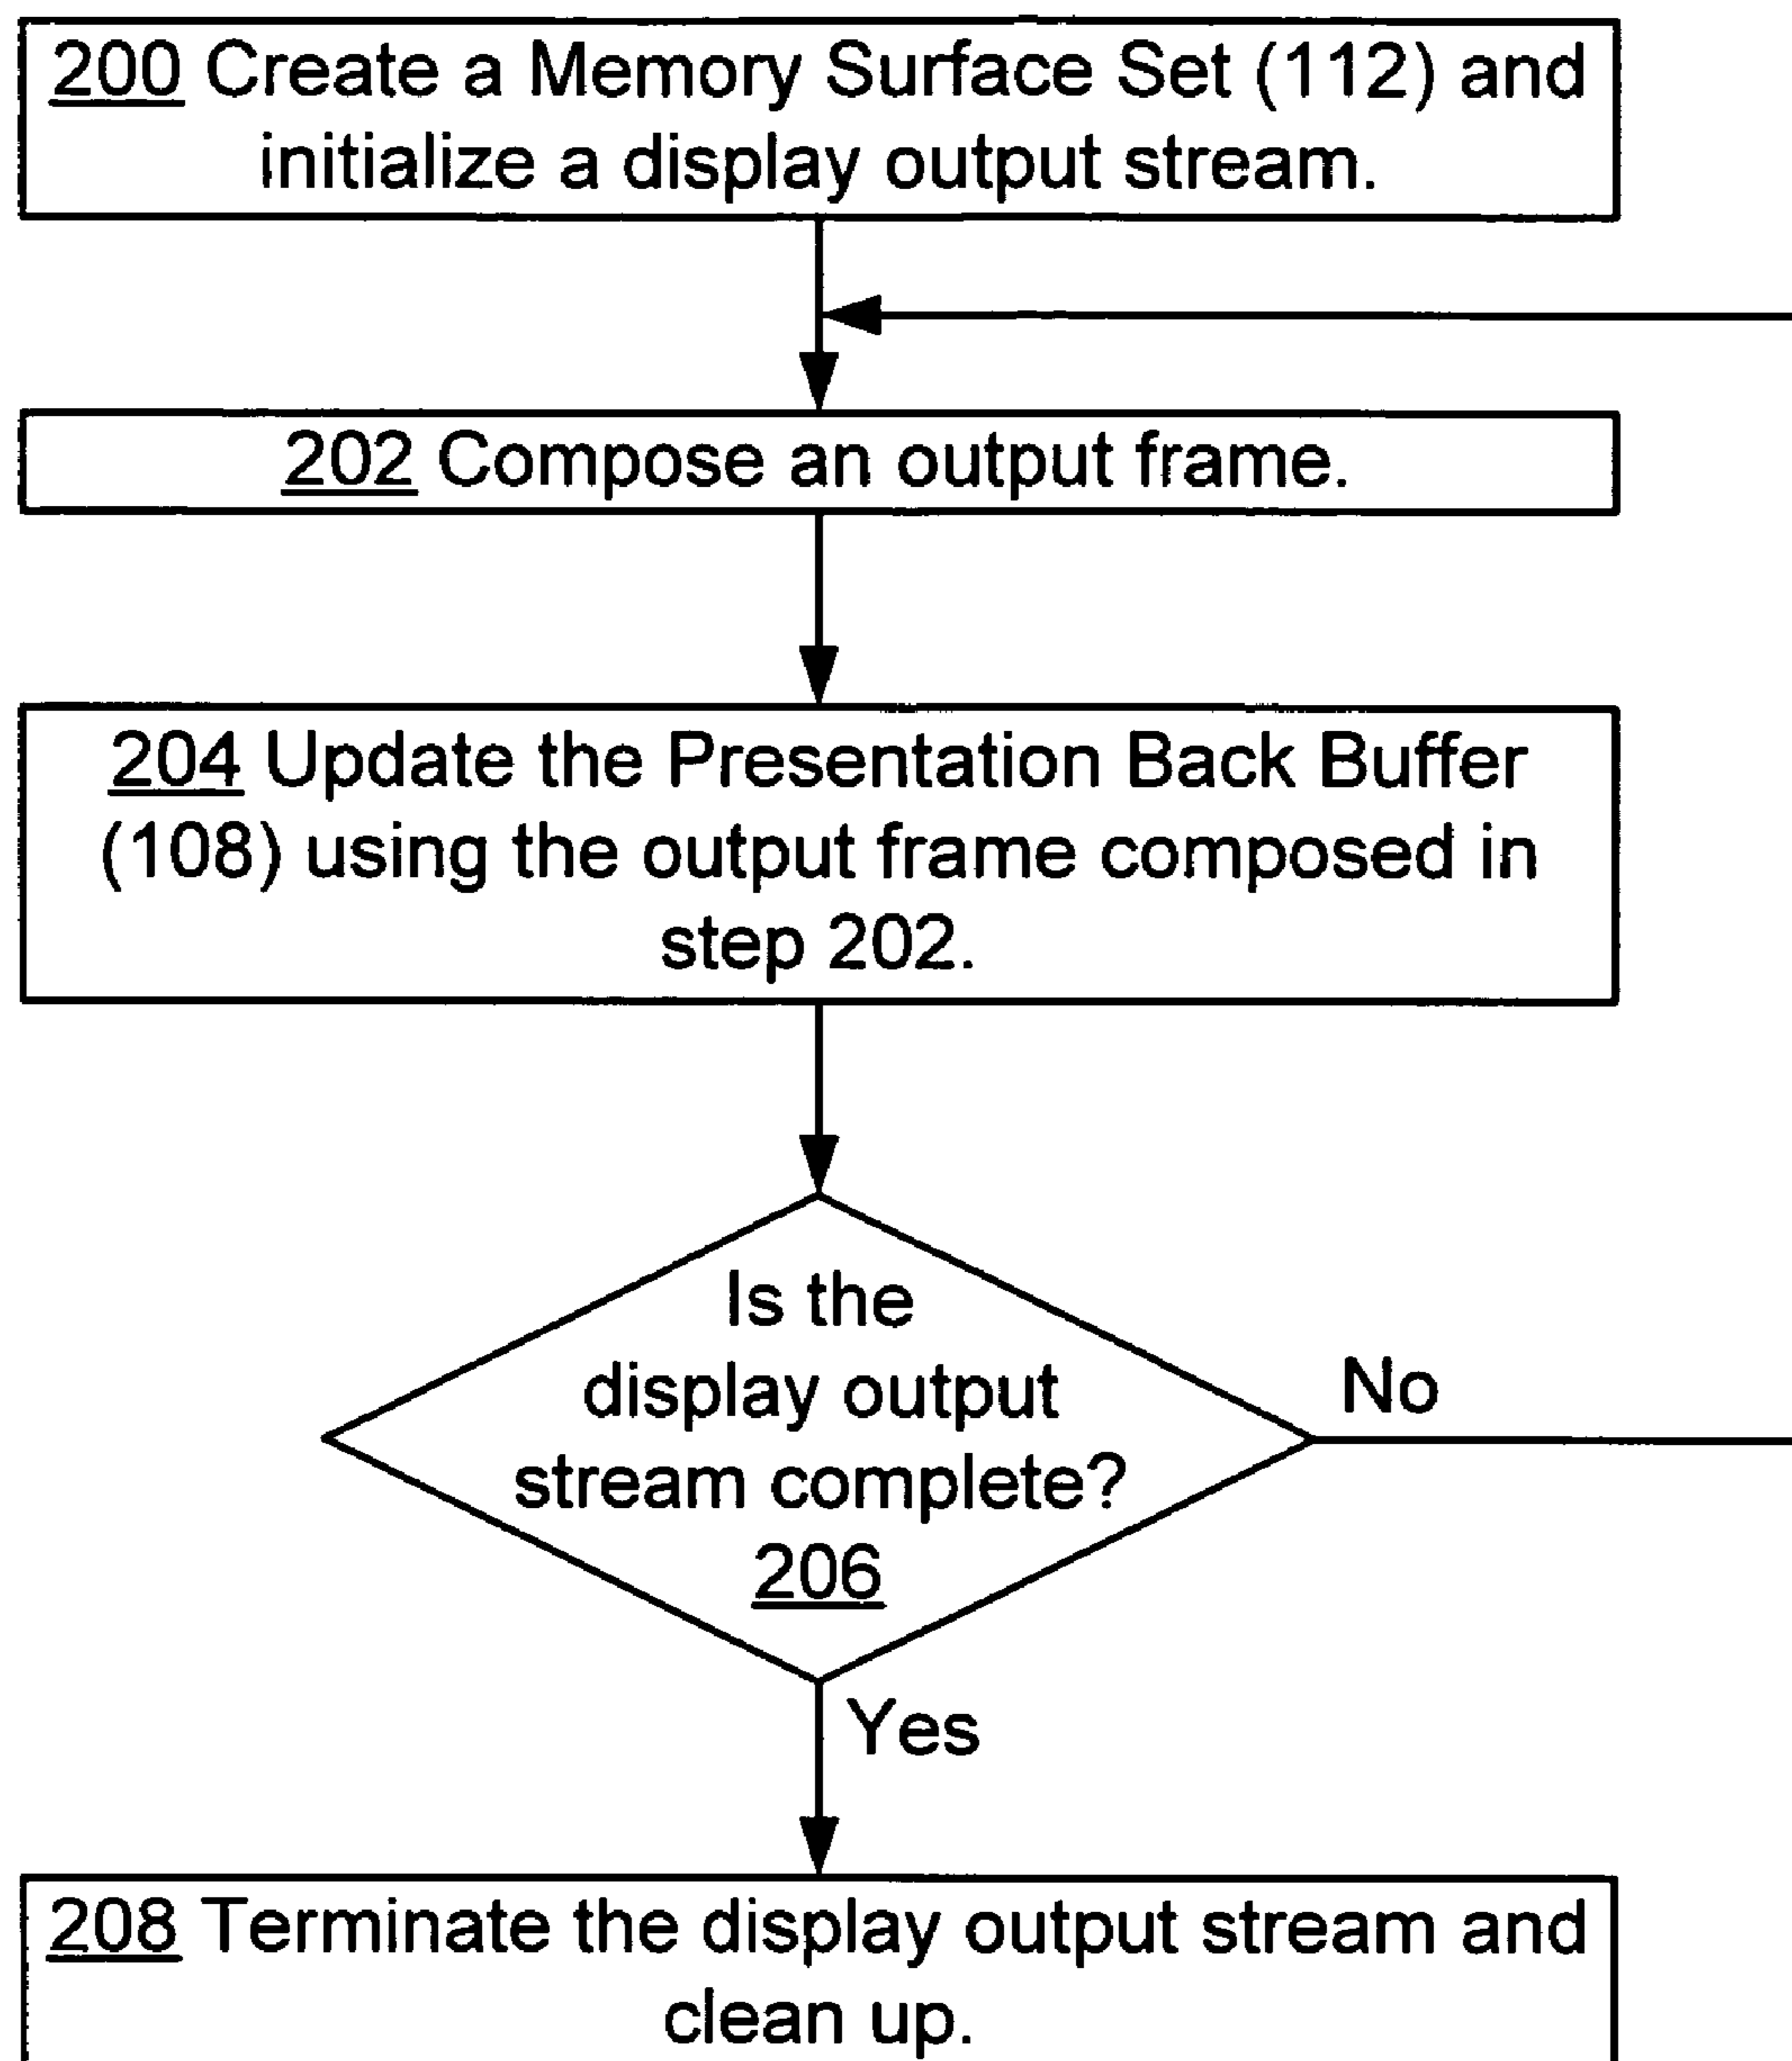 200 Create a Memory Surface Set (112) and
initialize a display output stream.
202 Compose an output frame.
204 Update the Presentation Back Buffer
(108) using the output frame composed in
step 202.
Is the
display output
stream complete?
206
No
Yes
208 Terminate the display output stream and
clean up.